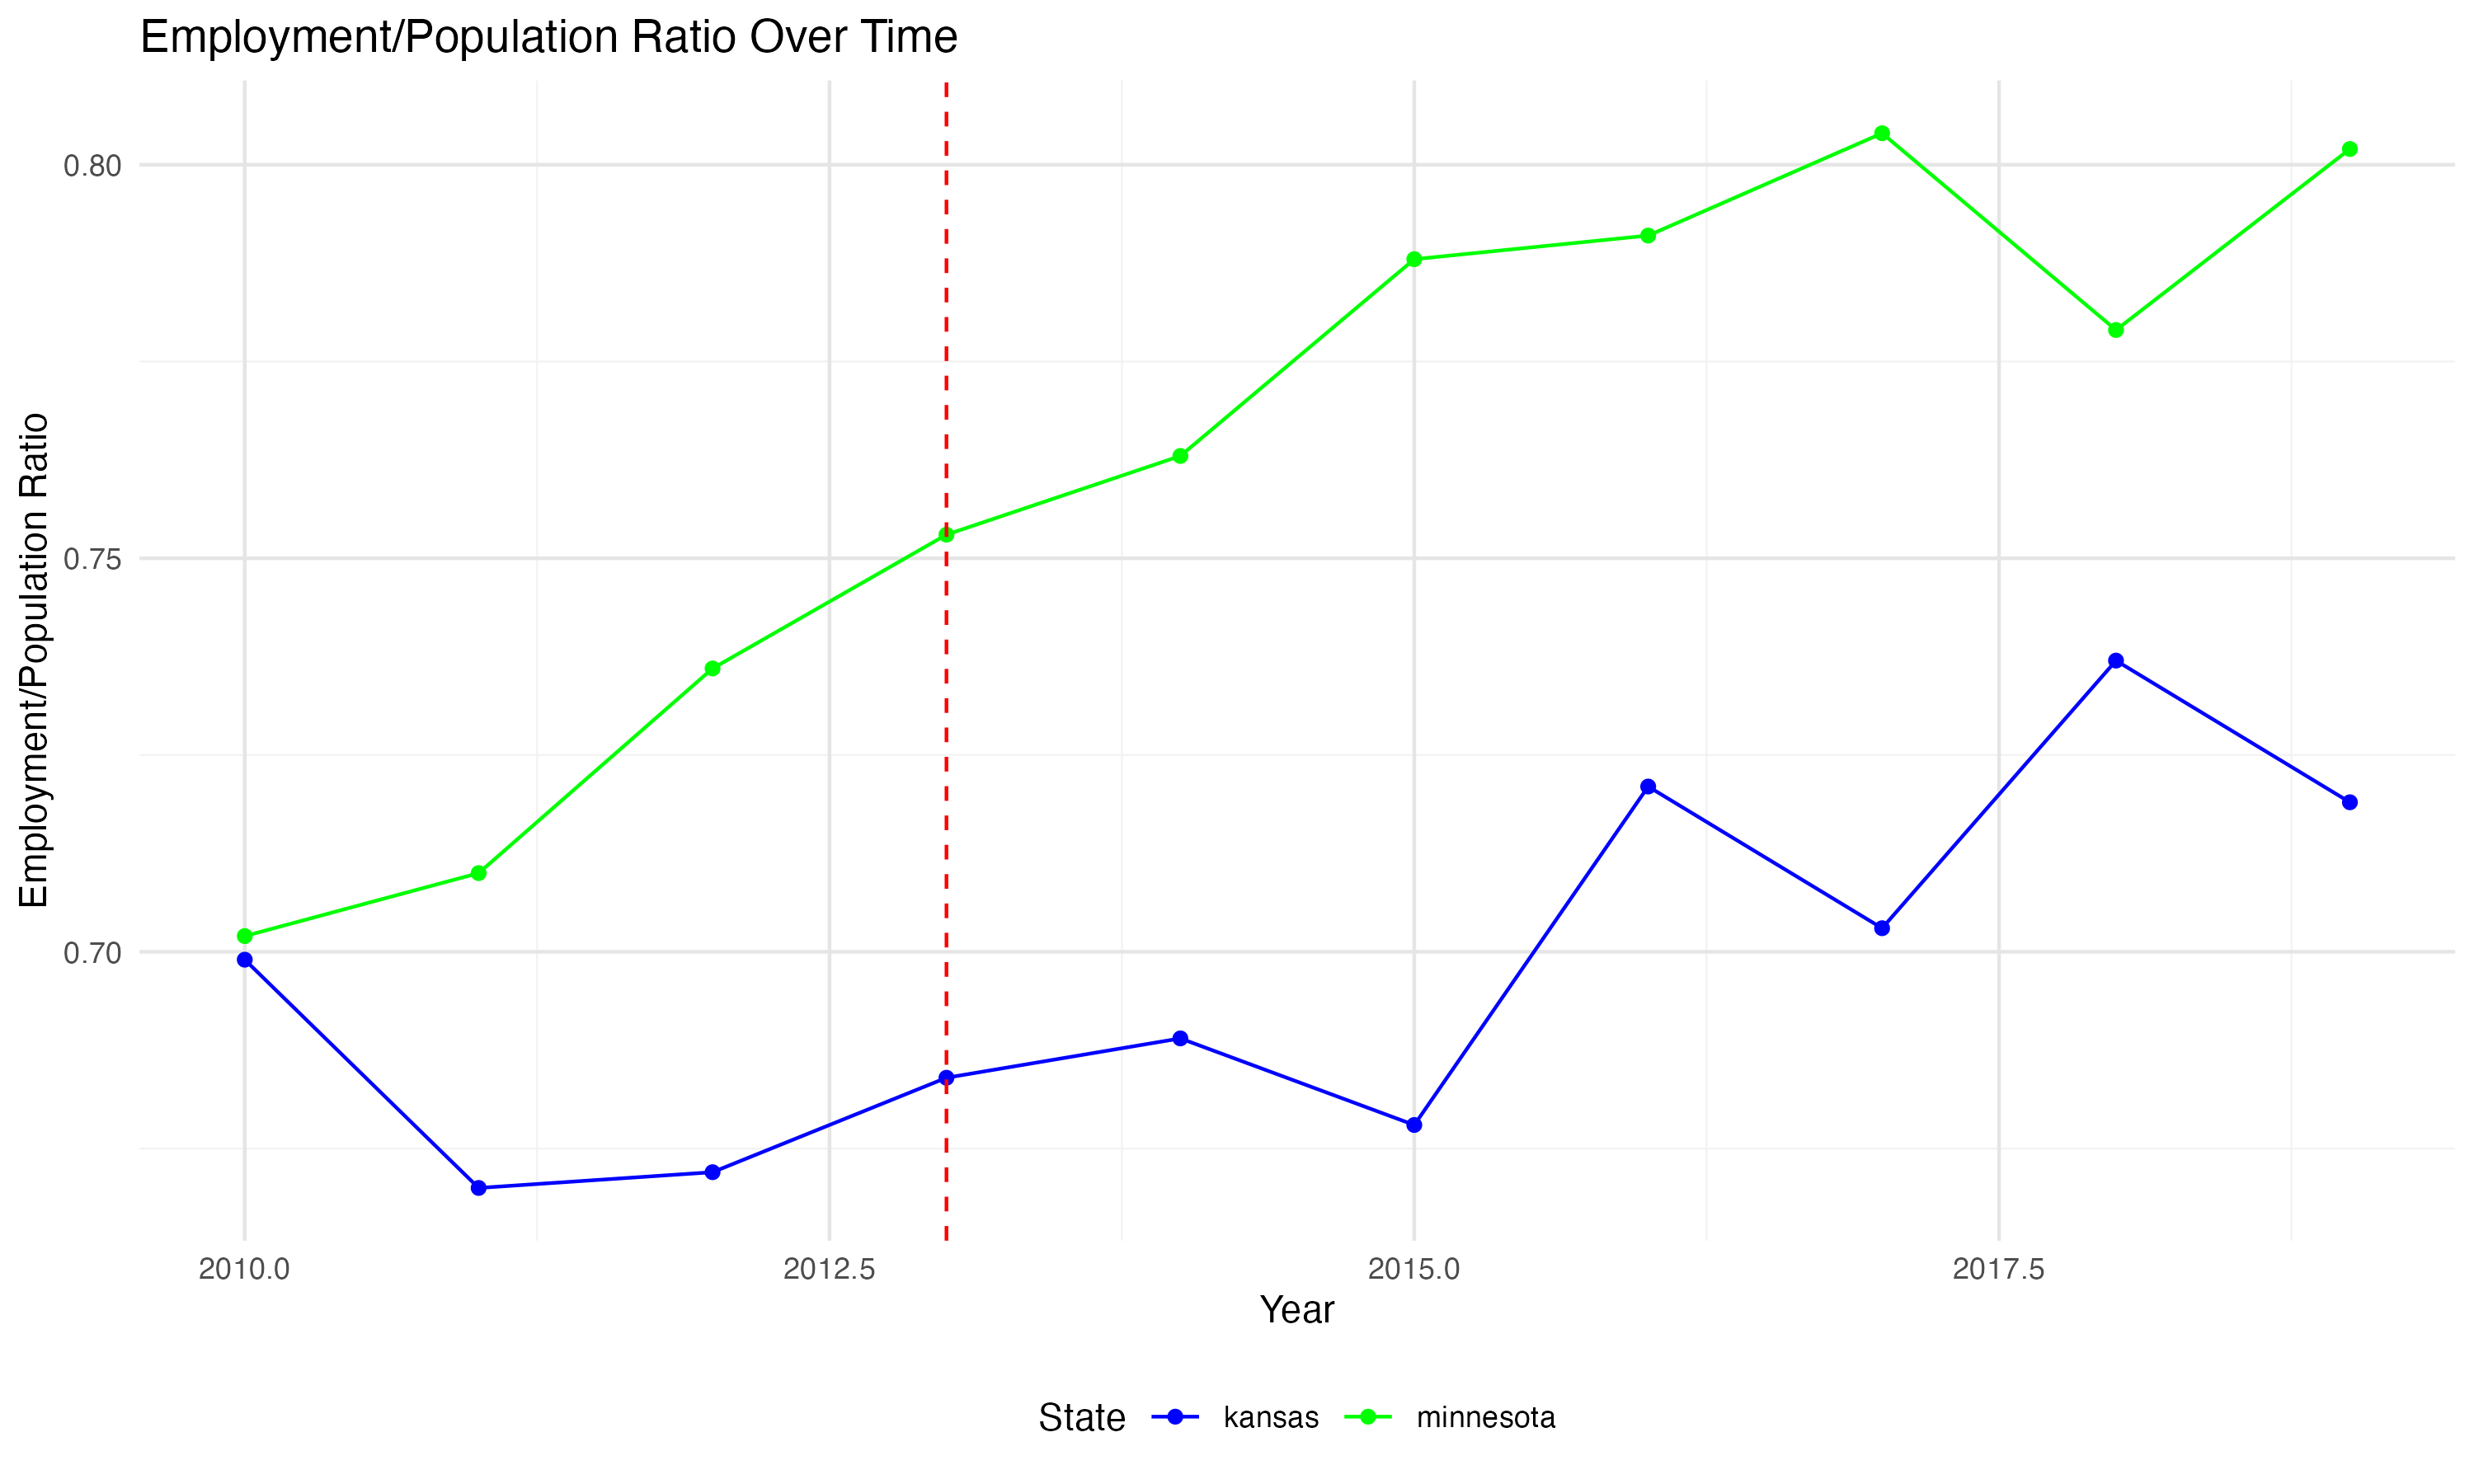 Employment/Population Ratio Over Time
Employment/Population Ratio
0.80
0.75
0.70
2010.0 2012.5 2015.0 2017.5
Year
State kansas minnesota